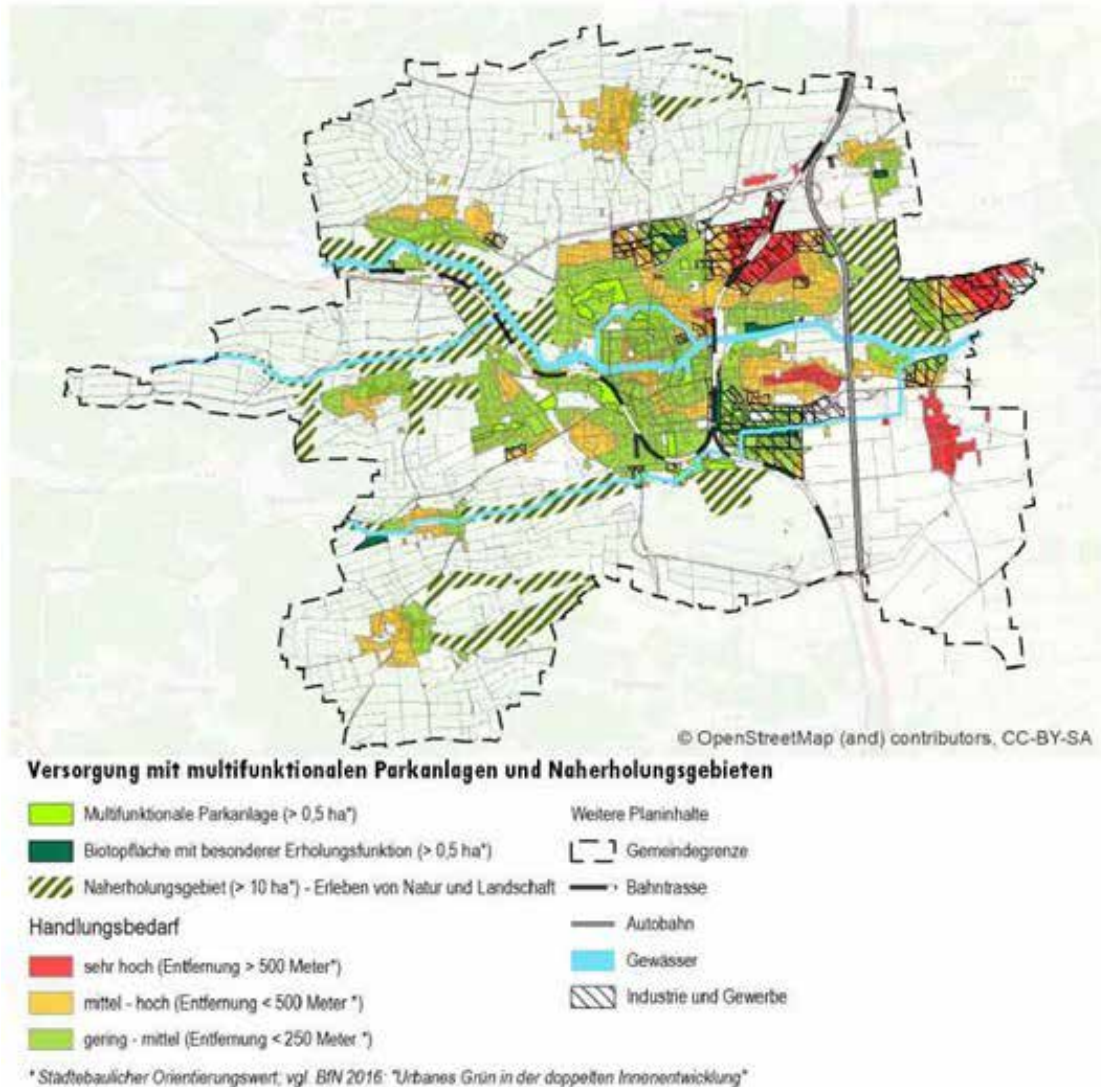 © OpenStreetMap (and) contributors, CC-BY-SA
Versorgung mit multifunktionalen Parkanlagen und Naherholungsgebieten
Multifunktionale Parkanlage (> 0,5 ha*)
Biotopfläche mit besonderer Erholungsfunktion (> 0,5 ha*)
Naherholungsgebiet (> 10 ha*) - Erleben von Natur und Landschaft
Handlungsbedarf
sehr hoch (Entfernung > 500 Meter*)
mittel - hoch (Entfernung < 500 Meter *)
gering - mittel (Entfernung < 250 Meter *)
Weitere Planinhalte
Gemeindegrenze
Bahntrasse
Autobahn
Gewässer
Industrie und Gewerbe
* Städtebaulicher Orientierungswert, vgl. BfN 2016: "Urbanes Grün in der doppelten Innenentwicklung"